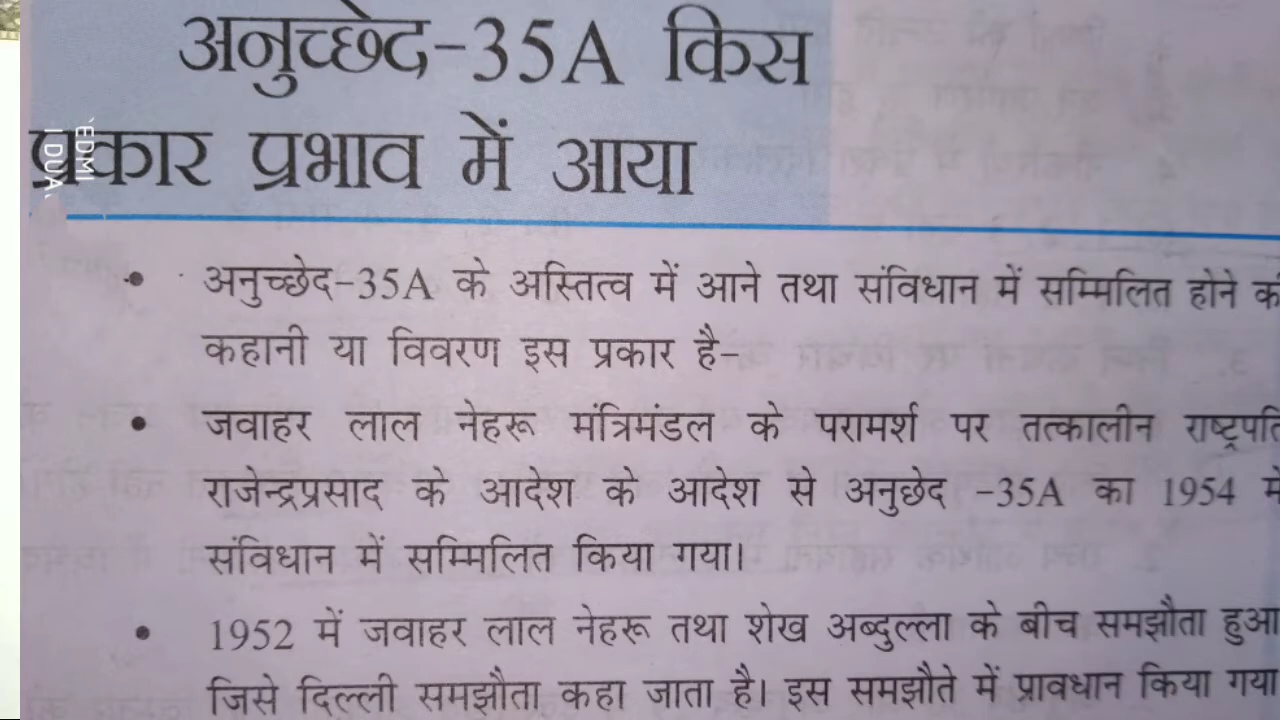 अनुच्छेद-35A किस
प्रकार प्रभाव में आया
• अनुच्छेद-35A के अस्तित्व में आने तथा संविधान में सम्मिलित होने की
कहानी या विवरण इस प्रकार है-
• जवाहर लाल नेहरू मंत्रिमंडल के परामर्श पर तत्कालीन राष्ट्रपति
राजेन्द्रप्रसाद के आदेश के आदेश से अनुछेद -35A का 1954 में
संविधान में सम्मिलित किया गया।
• 1952 में जवाहर लाल नेहरू तथा शेख अब्दुल्ला के बीच समझौता हुआ
जिसे दिल्ली समझौता कहा जाता है। इस समझौते में प्रावधान किया गया